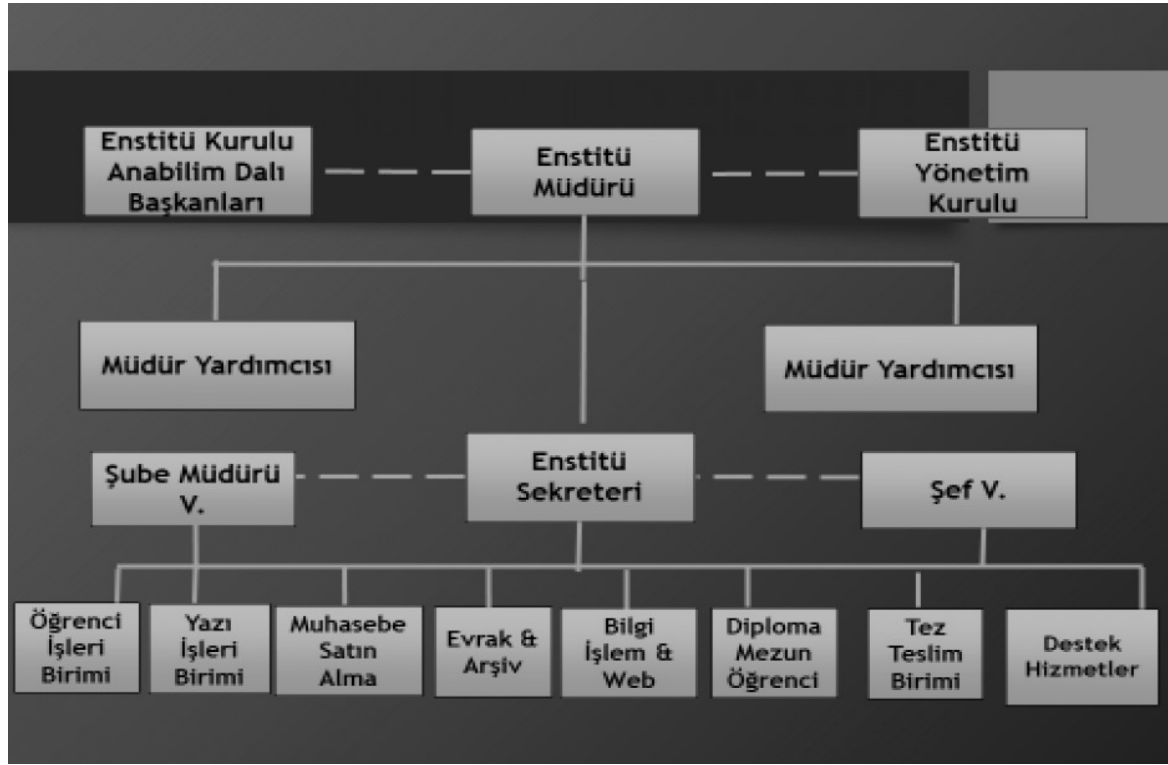 Enstitü Kurulu
Anabilim Dalı
Başkanları
Enstitü
Müdürü
Enstitü
Yönetim
Kurulu
Müdür Yardımcısı
Müdür Yardımcısı
Şube Müdürü
V.
Enstitü
Sekreteri
Şef V.
Öğrenci
İşleri
Birimi
Yazı
İşleri
Birimi
Muhasebe
Satın
Alma
Evrak &
Arşiv
Bilgi
İşlem &
Web
Diploma
Mezun
Öğrenci
Tez
Teslim
Birimi
Destek
Hizmetler